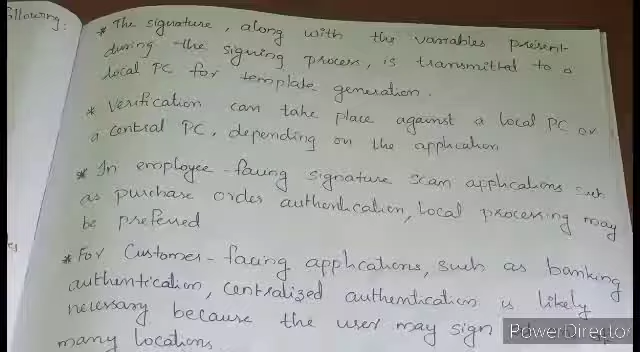 following:
* The signature, along with the variables present
during the signing process, is transmitted to a
local PC for template generation.
* Verification can take place against a local PC or
a central PC, depending on the application
* In employee-facing signature scan applications such
as purchase order authentication, local processing may
be preferred
* For Customer-facing applications, such as banking
authentication, centralized authentication is likely
necessary because the user may sign
many locations.
PowerDirector